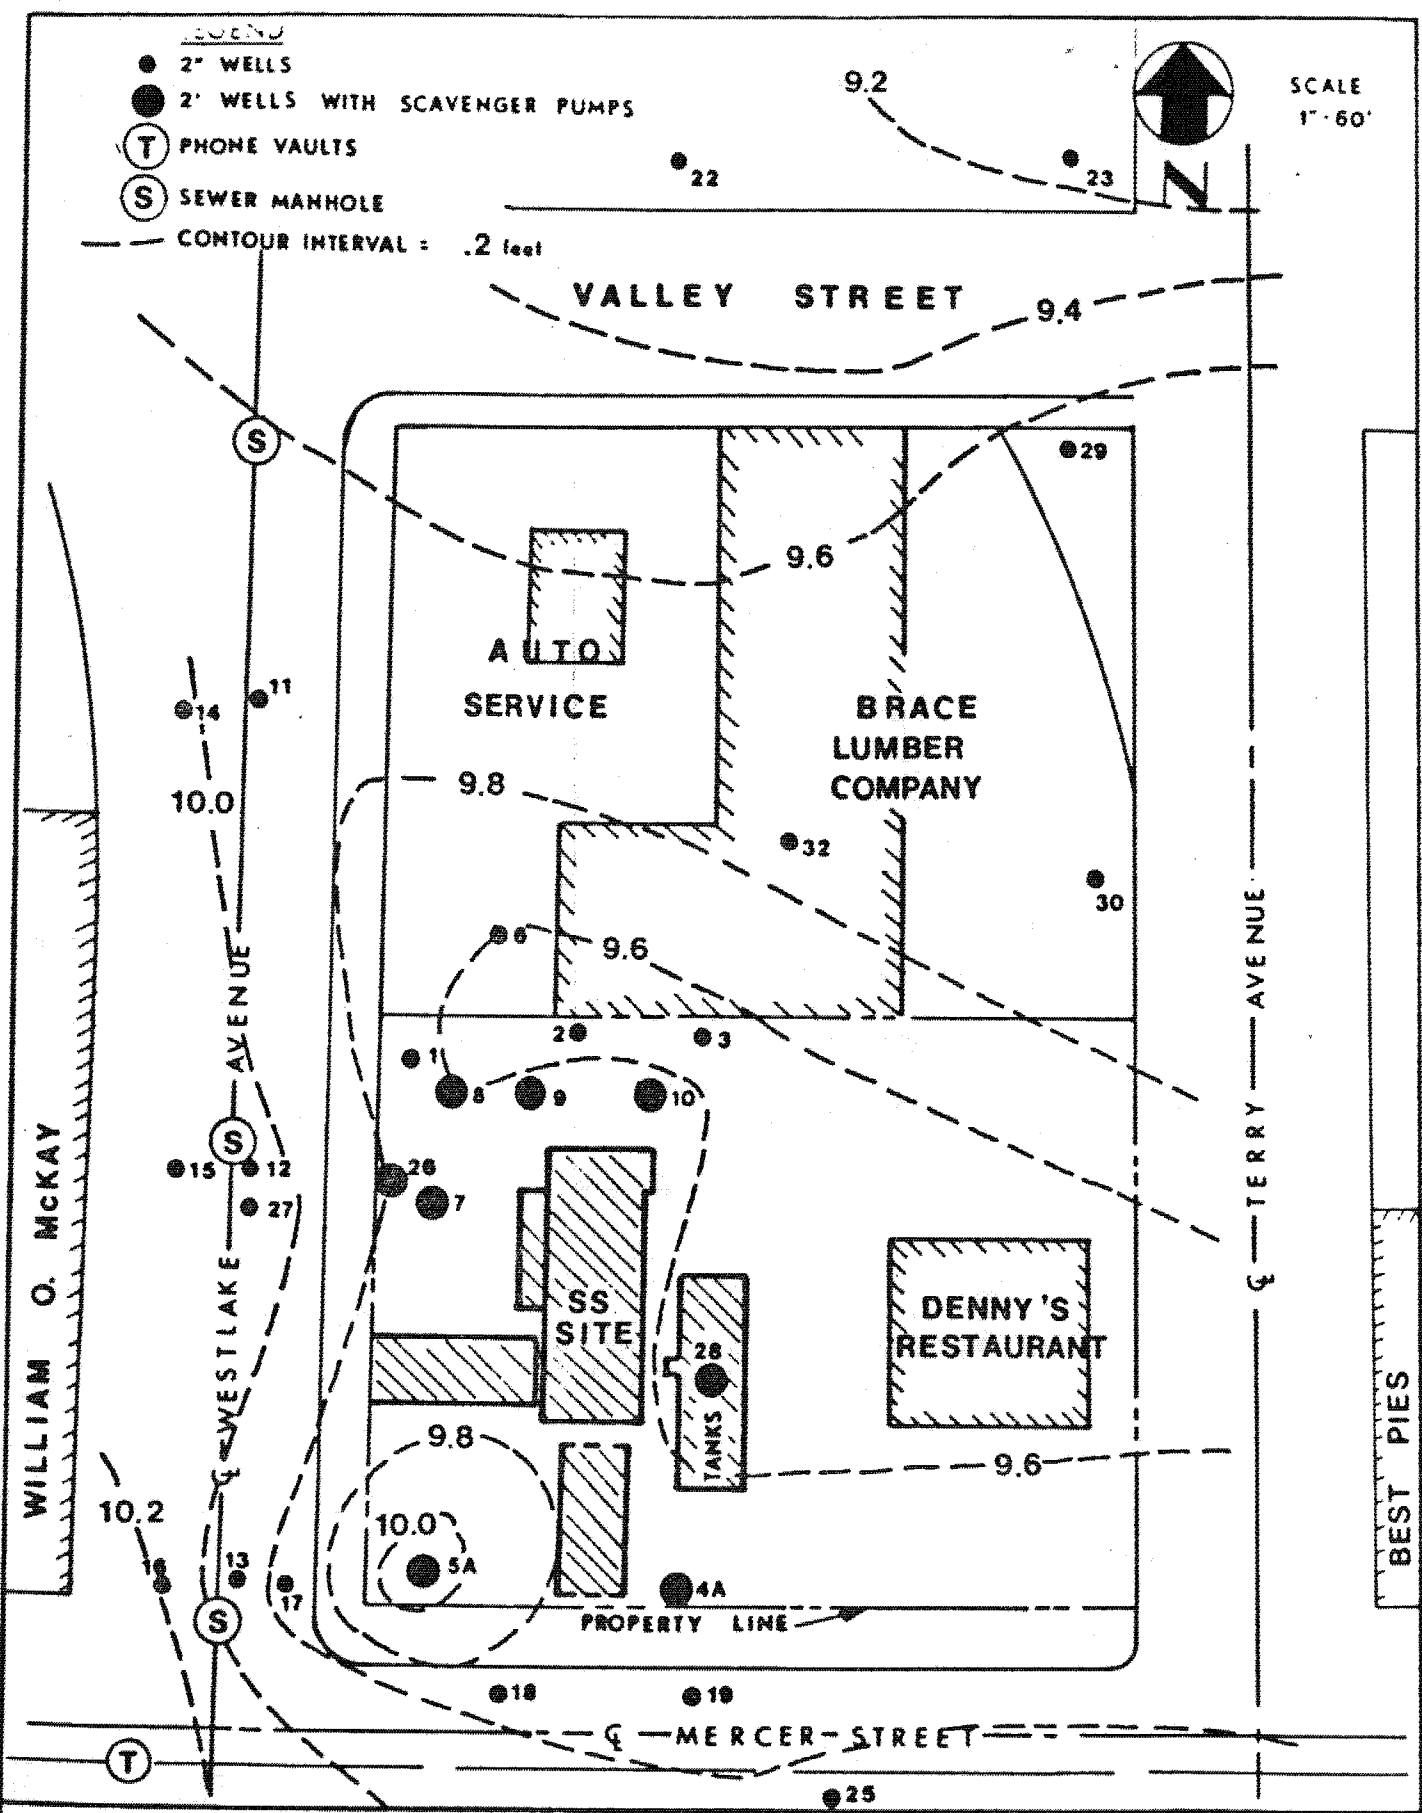 LEGEND
2" WELLS
2' WELLS WITH SCAVENGER PUMPS
T PHONE VAULTS
S SEWER MANHOLE
CONTOUR INTERVAL = .2 feet
SCALE
1"-60'
N
9.2
22
23
VALLEY STREET
9.4
S
29
9.6
AUTO
SERVICE
BRACE
LUMBER
COMPANY
11
14
10.0
9.8
32
30
6
9.6
2
3
1
8
9
10
S
15
12
27
26
7
WILLIAM O. McKAY
℄ WESTLAKE AVENUE
℄ TERRY AVENUE
SS
SITE
28
TANKS
DENNY'S
RESTAURANT
BEST PIES
9.8
9.6
10.2
10.0
16
13
17
5A
4A
S
PROPERTY LINE
18
19
℄ MERCER STREET
T
25